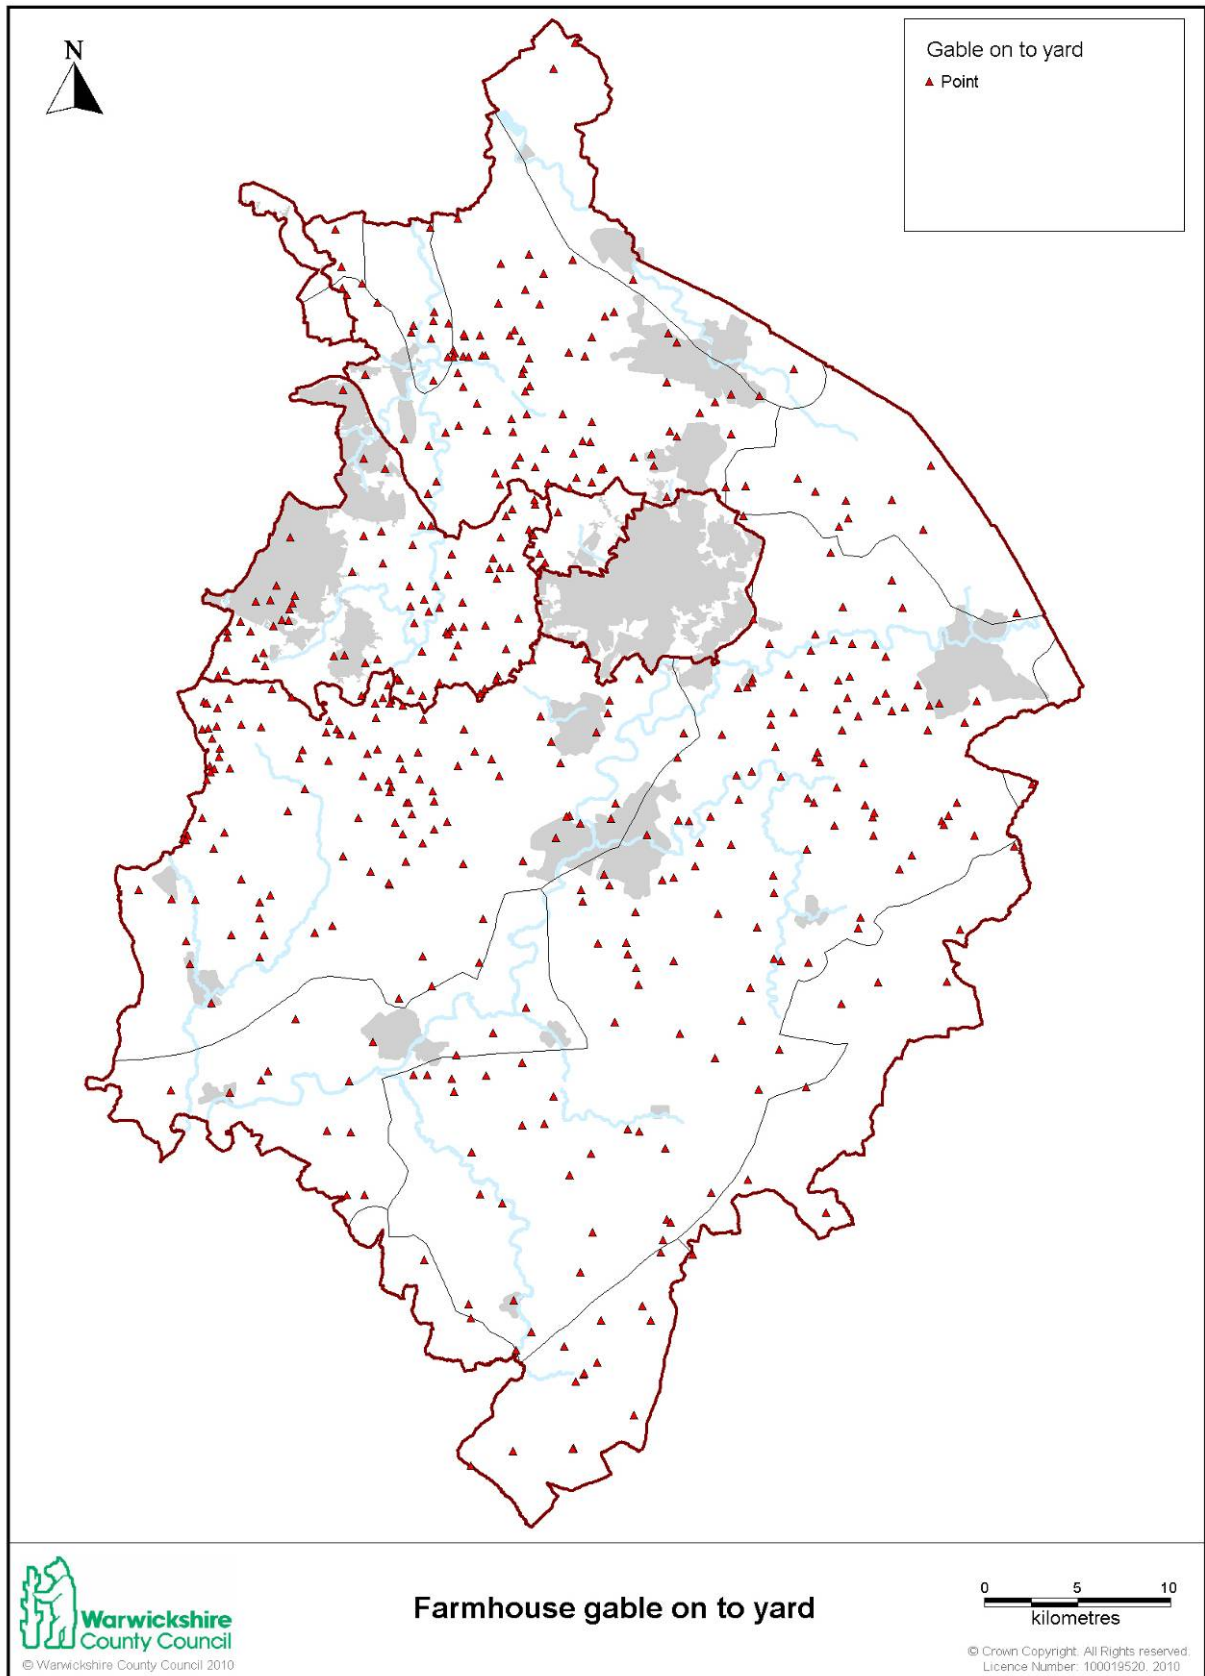 N
Gable on to yard
Point
Warwickshire
County Council
© Warwickshire County Council 2010
Farmhouse gable on to yard
0 5 10
kilometres
© Crown Copyright. All Rights reserved.
Licence Number: 100019520, 2010